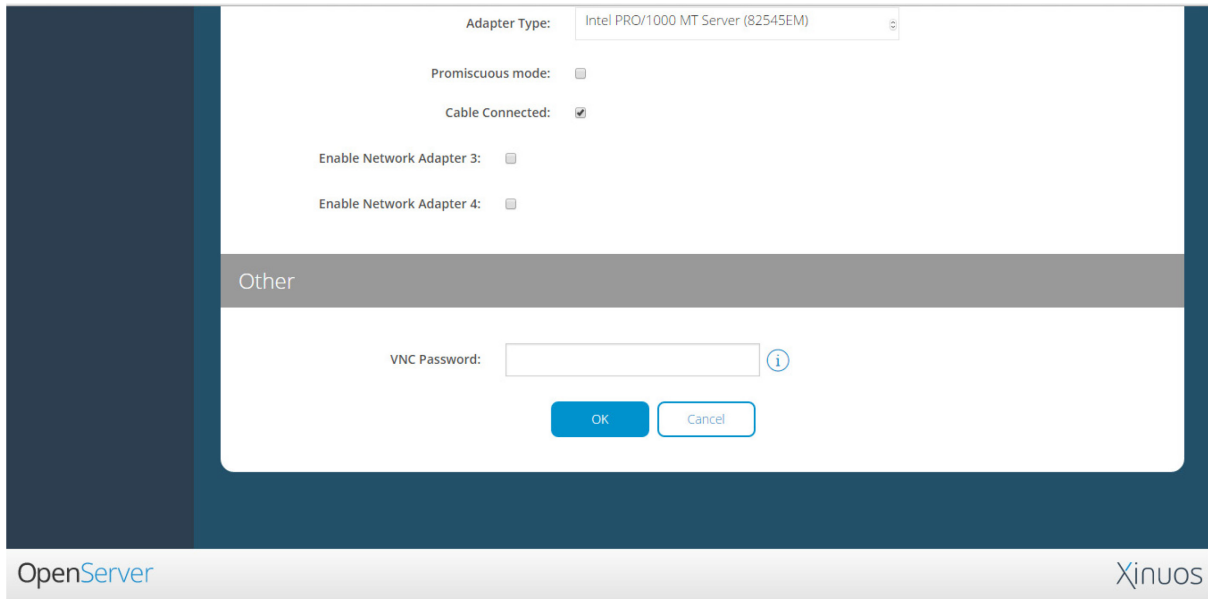 Adapter Type: Intel PRO/1000 MT Server (82545EM)
Promiscuous mode:
Cable Connected:
Enable Network Adapter 3:
Enable Network Adapter 4:
Other
VNC Password: i
OK Cancel
OpenServer Xinuos